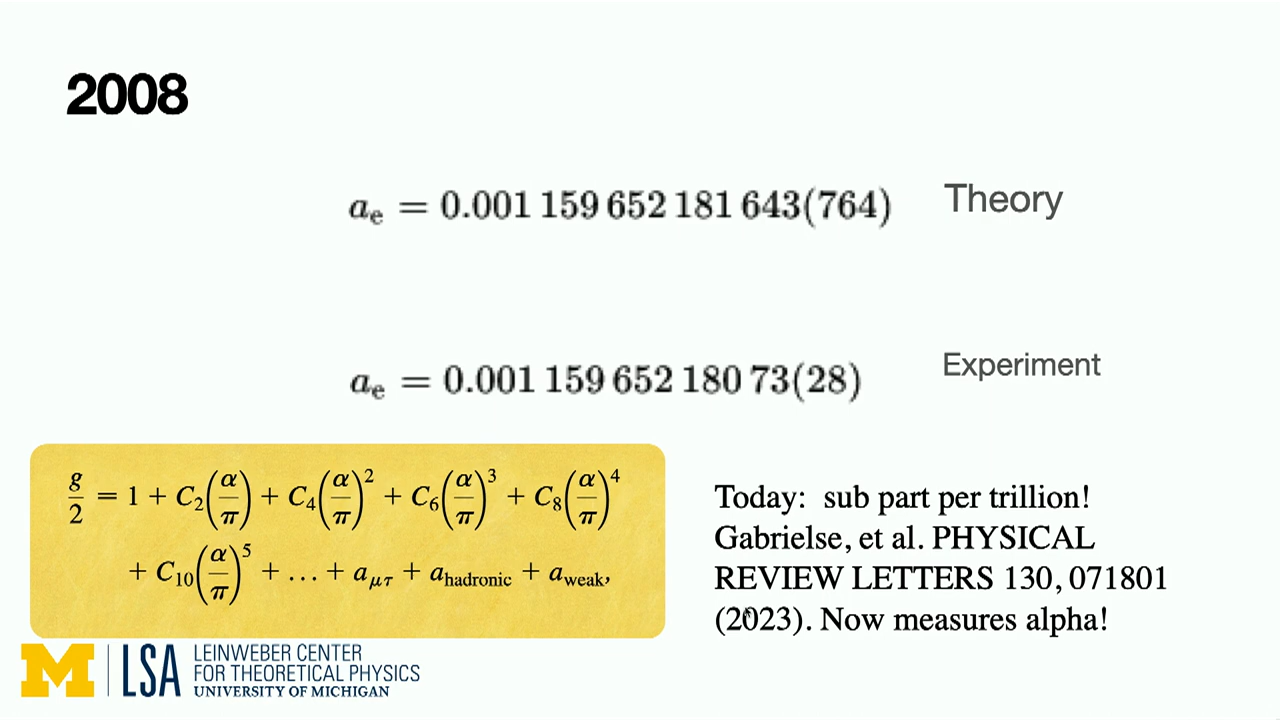 2008
aₑ = 0.001 159 652 181 643(764) Theory
aₑ = 0.001 159 652 180 73(28) Experiment
g/2 = 1 + C₂(α/π) + C₄(α/π)² + C₆(α/π)³ + C₈(α/π)⁴
+ C₁₀(α/π)⁵ + … + a_μτ + a_hadronic + a_weak,
Today: sub part per trillion!
Gabrielse, et al. PHYSICAL
REVIEW LETTERS 130, 071801
(2023). Now measures alpha!
M LSA
LEINWEBER CENTER
FOR THEORETICAL PHYSICS
UNIVERSITY OF MICHIGAN